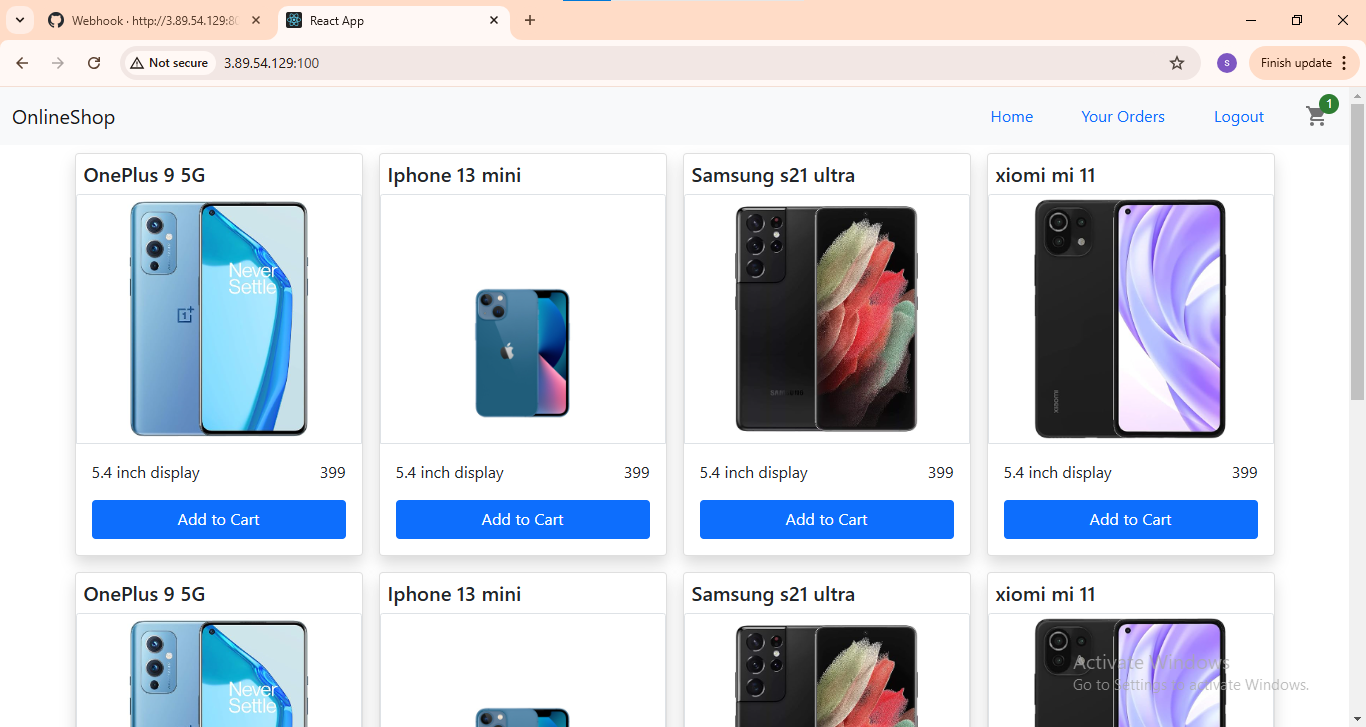 Webhook · http://3.89.54.129:80
React App
Not secure
3.89.54.129:100
s
Finish update
OnlineShop
Home
Your Orders
Logout
1
OnePlus 9 5G
Iphone 13 mini
Samsung s21 ultra
xiomi mi 11
Never
Settle
1+
SAMSUNG
XIAOMI
5.4 inch display 399
5.4 inch display 399
5.4 inch display 399
5.4 inch display 399
Add to Cart
Add to Cart
Add to Cart
Add to Cart
OnePlus 9 5G
Iphone 13 mini
Samsung s21 ultra
xiomi mi 11
Never
Settle
Activate Windows
Go to Settings to activate Windows.